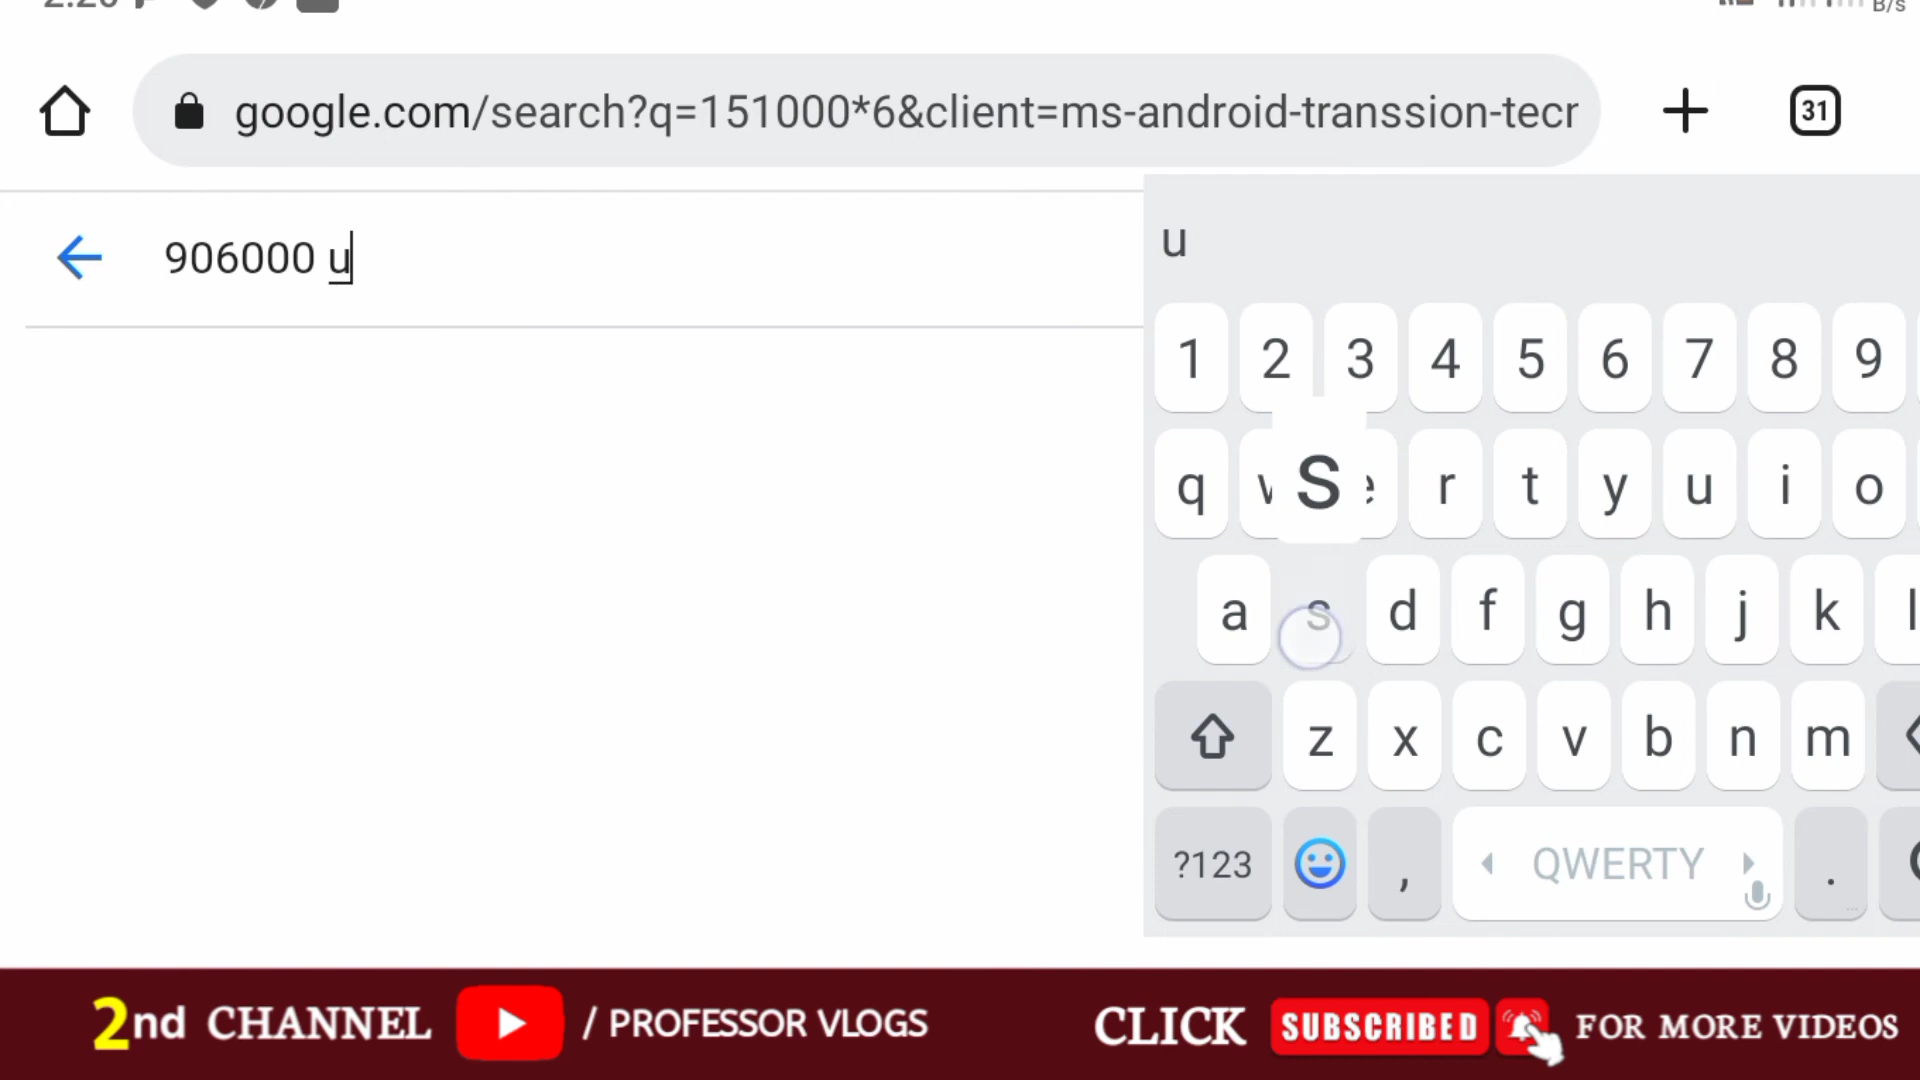 google.com/search?q=151000*6&client=ms-android-transsion-tecr
31
906000 u
u
1 2 3 4 5 6 7 8 9
q r t y u i o
S
a s d f g h j k l
z x c v b n m
?123 , QWERTY .
2nd CHANNEL / PROFESSOR VLOGS CLICK SUBSCRIBED FOR MORE VIDEOS